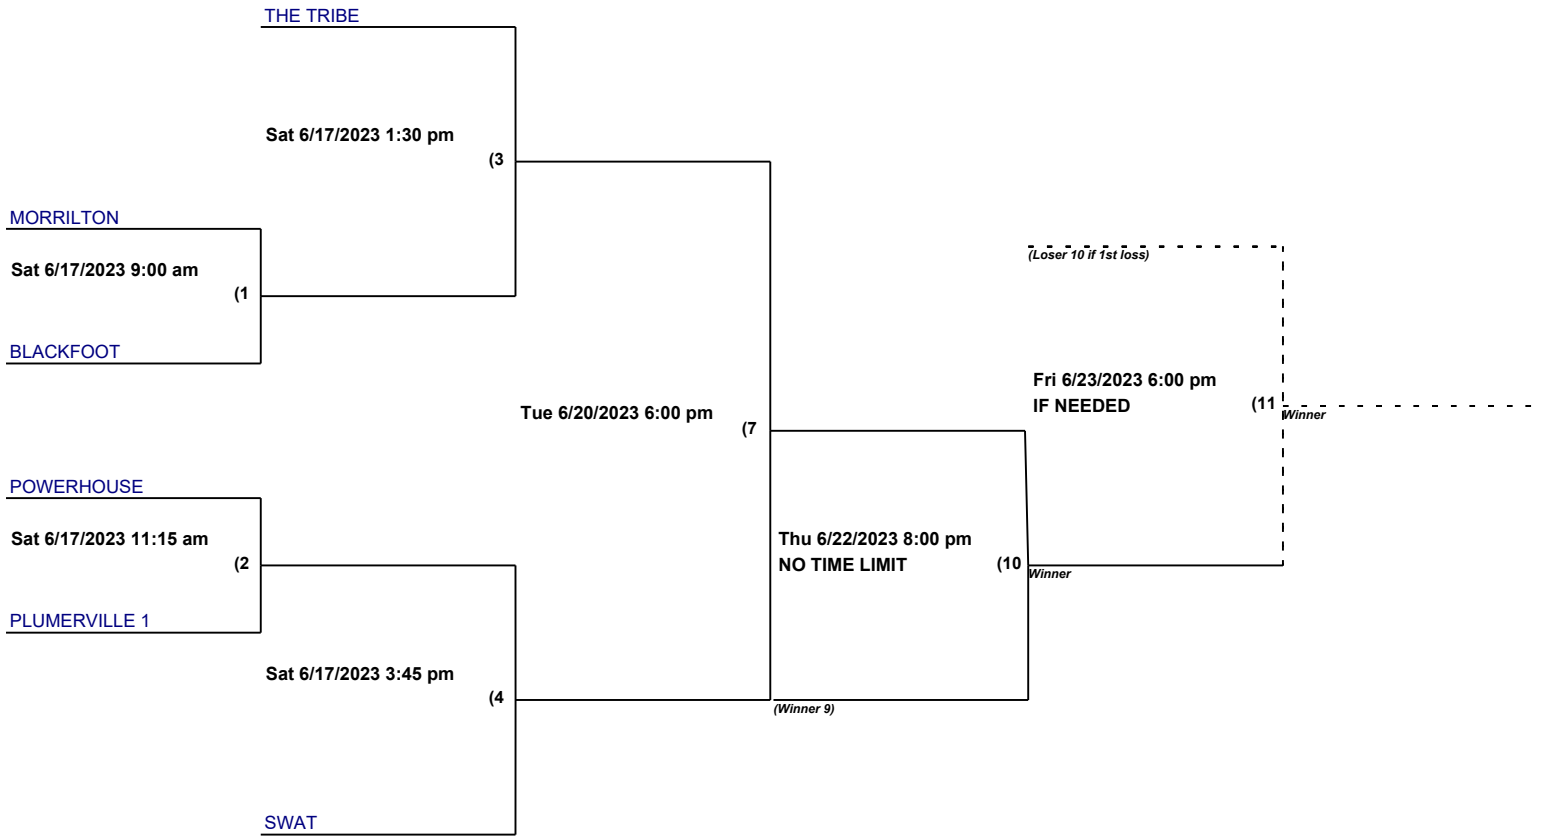 THE TRIBE
Sat 6/17/2023 1:30 pm
(3
MORRILTON
Sat 6/17/2023 9:00 am
(1
BLACKFOOT
(Loser 10 if 1st loss)
Fri 6/23/2023 6:00 pm
IF NEEDED
(11
Winner
Tue 6/20/2023 6:00 pm
(7
POWERHOUSE
Sat 6/17/2023 11:15 am
(2
PLUMERVILLE 1
Thu 6/22/2023 8:00 pm
NO TIME LIMIT
(10
Winner
Sat 6/17/2023 3:45 pm
(4
(Winner 9)
SWAT